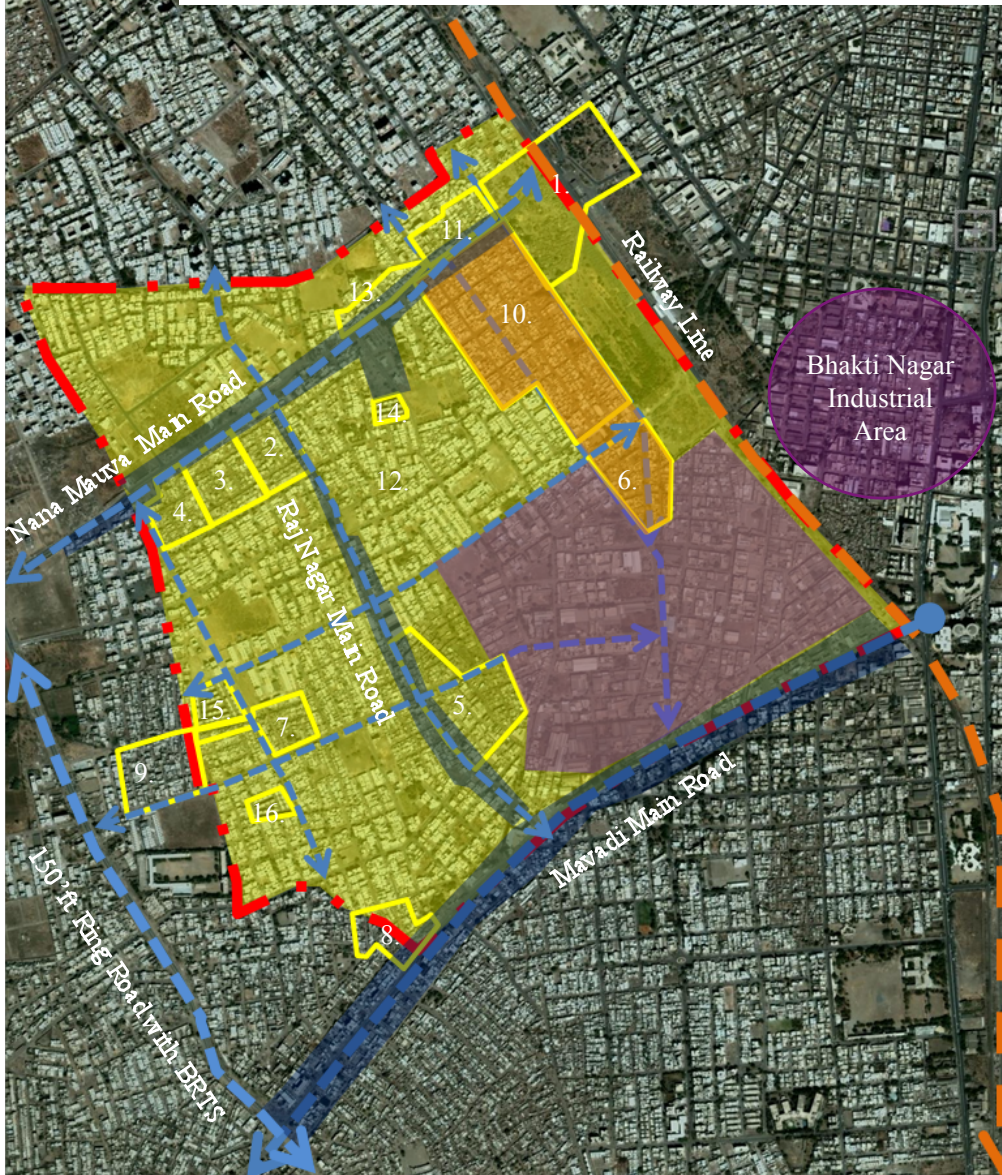 1.
Railway Line
11.
13.
10.
Bhakti Nagar
Industrial
Area
14.
Nana Mauva Main Road
2.
3.
12.
6.
4.
Raj Nagar Main Road
15.
7.
5.
9
16.
Mavadi Main Road
8.
150'ft Ring Road with BRTS